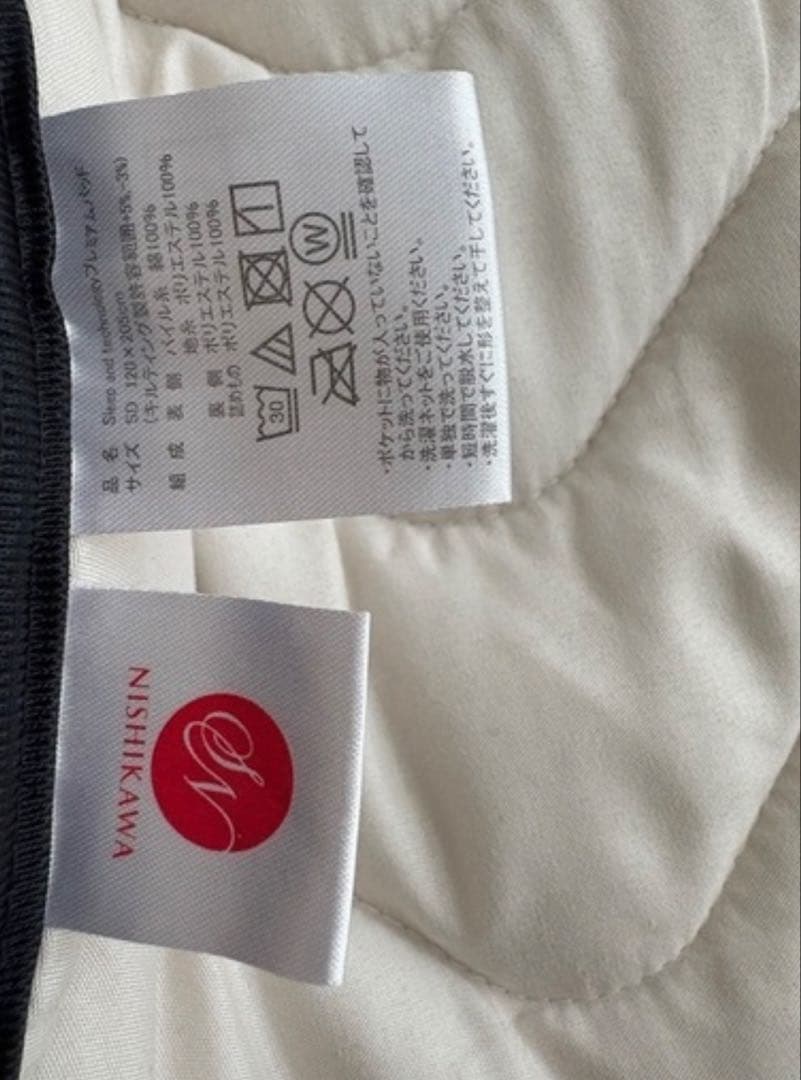 品名 Sleep and technologyプレミアムパッド
サイズ SD 120×205cm
(キルティング製許容範囲+5%,-3%)
組成 表側 パイル糸 綿100%
地糸 ポリエステル100%
裏側 ポリエステル100%
詰めもの ポリエステル100%
30
W
・ポケットに物が入っていないことを確認して
から洗ってください。
・洗濯ネットをご使用ください。
・単独で洗ってください。
・短時間で脱水してください。
・洗濯後すぐに形を整えて干してください。
NISHIKAWA